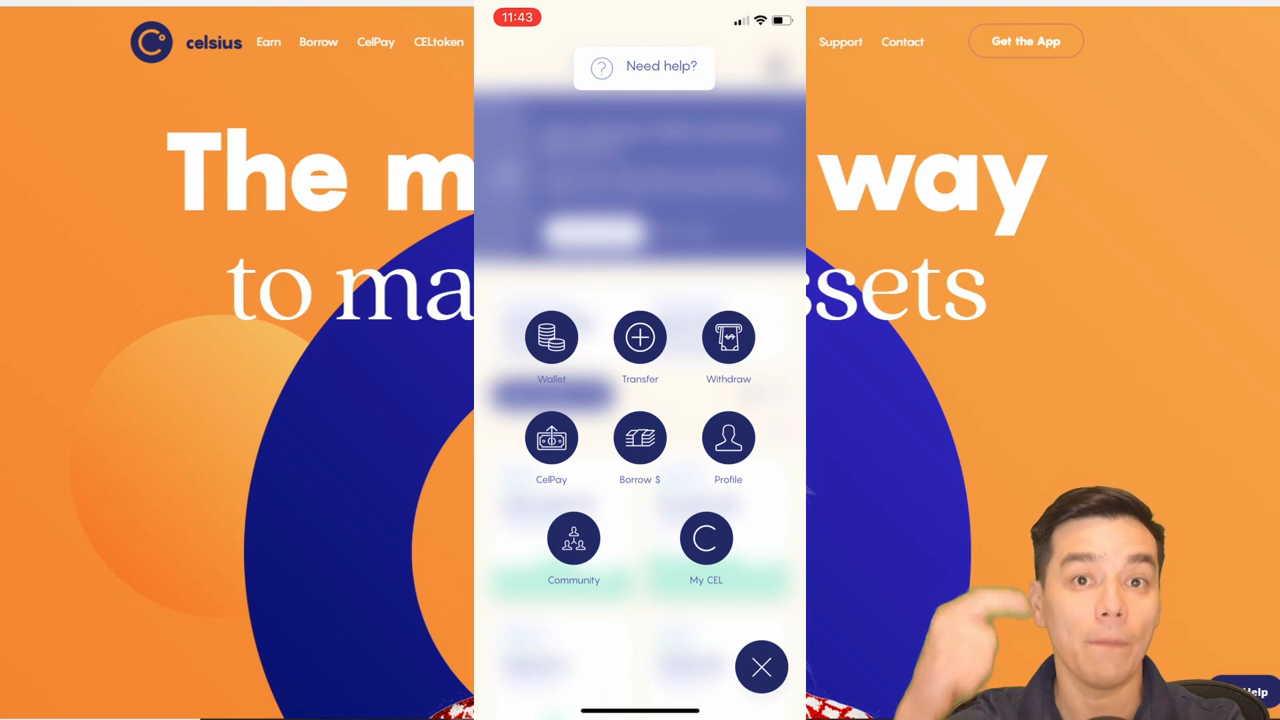 celsius Earn Borrow CelPay CELtoken
Support Contact Get the App
11:43
Need help?
The m
way
to ma
ssets
Wallet Transfer Withdraw
CelPay Borrow $ Profile
Community My CEL
Help